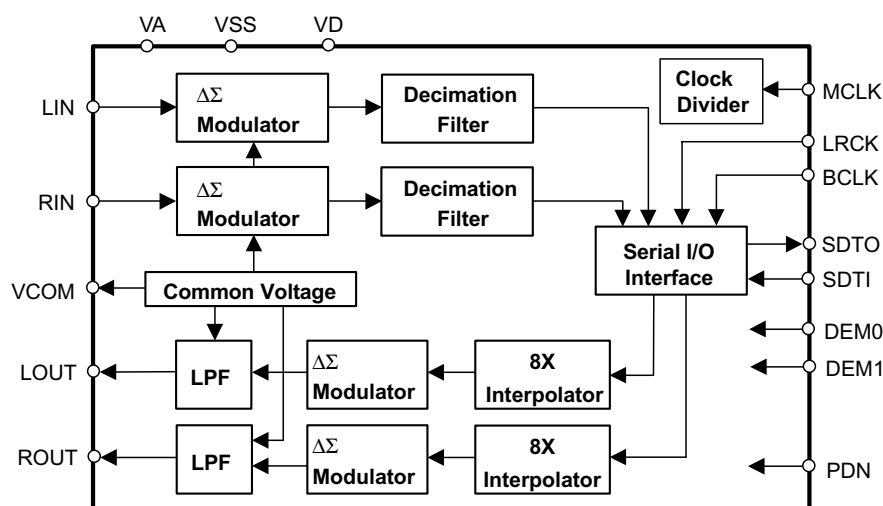 VA VSS VD
LIN
ΔΣ
Modulator
Decimation
Filter
Clock
Divider
MCLK
LRCK
BCLK
RIN
ΔΣ
Modulator
Decimation
Filter
Serial I/O
Interface
SDTO
SDTI
VCOM
Common Voltage
DEM0
DEM1
LOUT
LPF
ΔΣ
Modulator
8X
Interpolator
ROUT
LPF
ΔΣ
Modulator
8X
Interpolator
PDN